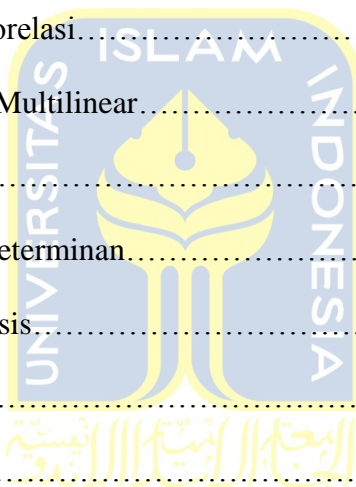 orelasi……………………
ISLAM
Multilinear………………
UNIVERSITAS
INDONESIA
……………………………
eterminan…………………
sis…………………………
……………………………
……………………………